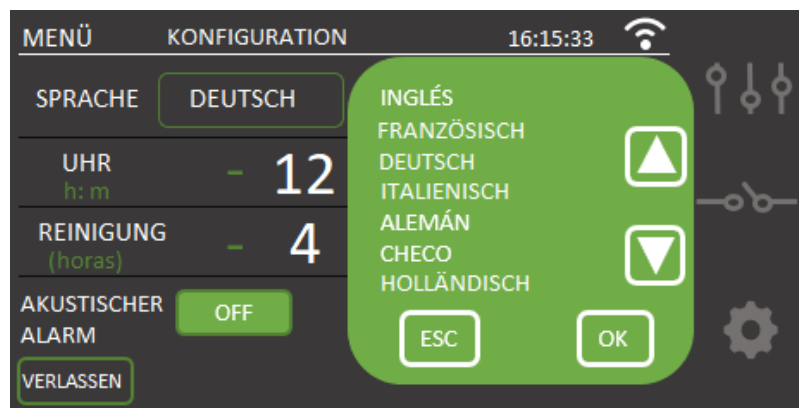 MENÜ KONFIGURATION 16:15:33
SPRACHE DEUTSCH
UHR
h: m
- 12
REINIGUNG
(horas)
- 4
AKUSTISCHER
ALARM
OFF
VERLASSEN
INGLÉS
FRANZÖSISCH
DEUTSCH
ITALIENISCH
ALEMÁN
CHECO
HOLLÄNDISCH
ESC OK